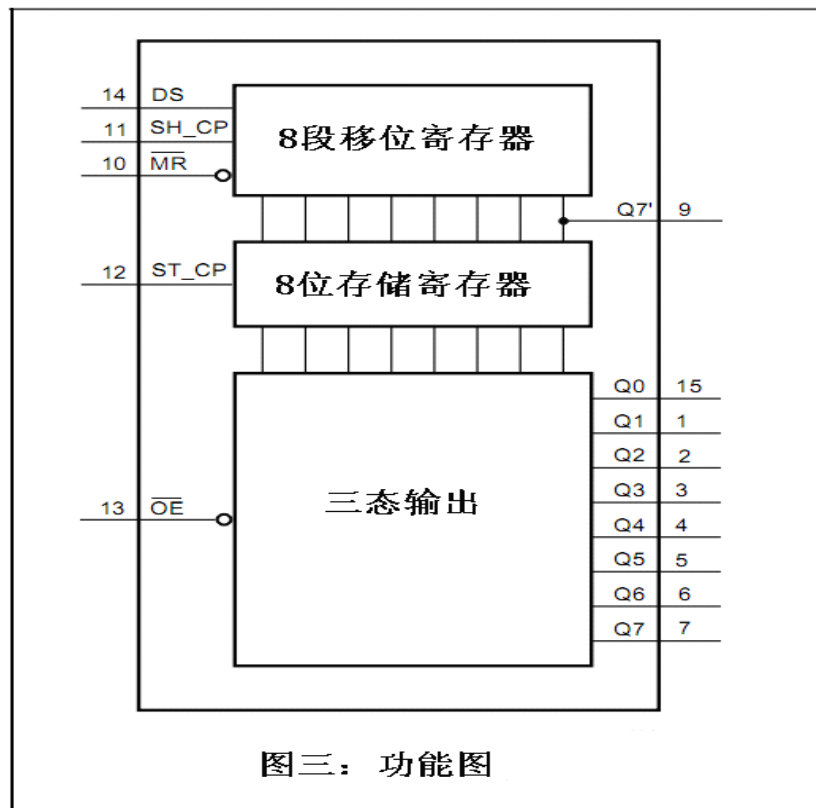 14 DS
11 SH_CP
10 M̅R̅
8段移位寄存器
Q7' 9
12 ST_CP
8位存储寄存器
13 O̅E̅
三态输出
Q0 15
Q1 1
Q2 2
Q3 3
Q4 4
Q5 5
Q6 6
Q7 7
图三：功能图